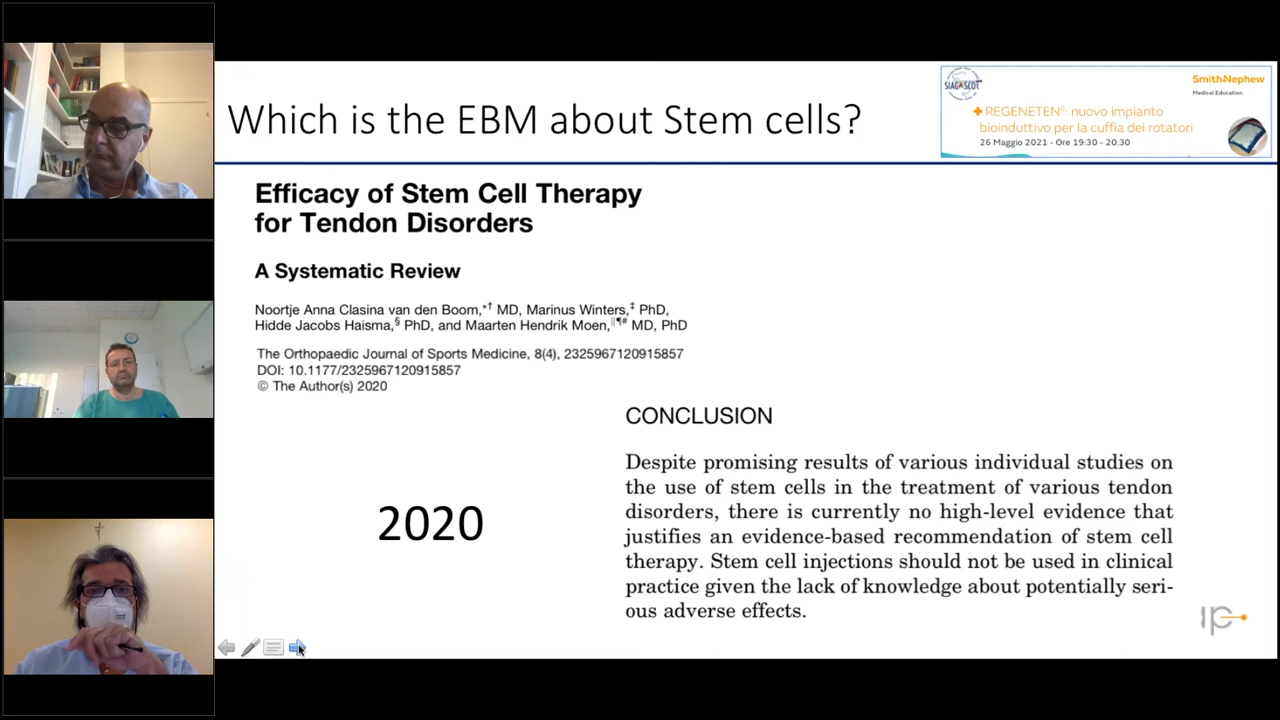 Which is the EBM about Stem cells?
SIAGASCOT
Smith+Nephew
Medical Education
+ REGENETEN®: nuovo impianto
bioinduttivo per la cuffia dei rotatori
26 Maggio 2021 - Ore 19:30 - 20:30
Efficacy of Stem Cell Therapy
for Tendon Disorders
A Systematic Review
Noortje Anna Clasina van den Boom,*† MD, Marinus Winters,‡ PhD,
Hidde Jacobs Haisma,§ PhD, and Maarten Hendrik Moen,||¶# MD, PhD
The Orthopaedic Journal of Sports Medicine, 8(4), 2325967120915857
DOI: 10.1177/2325967120915857
© The Author(s) 2020
2020
CONCLUSION
Despite promising results of various individual studies on
the use of stem cells in the treatment of various tendon
disorders, there is currently no high-level evidence that
justifies an evidence-based recommendation of stem cell
therapy. Stem cell injections should not be used in clinical
practice given the lack of knowledge about potentially seri-
ous adverse effects.
ip